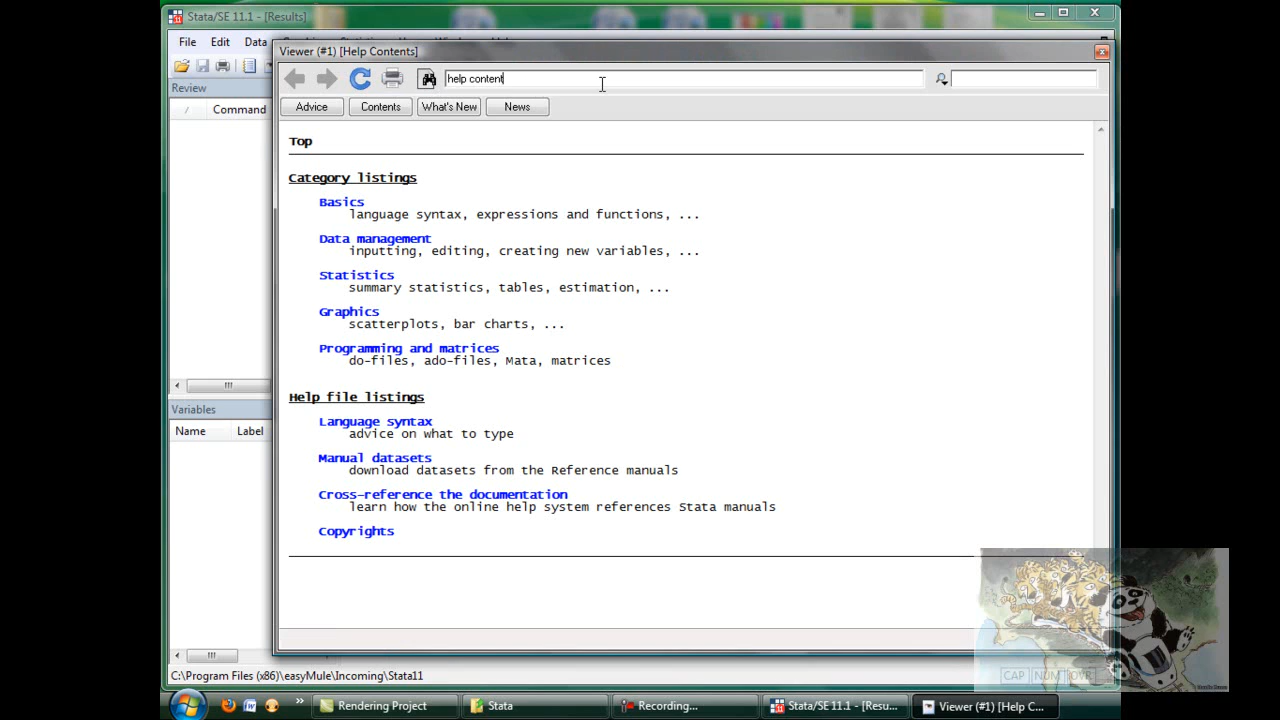 Stata/SE 11.1 - [Results]
File Edit Data
Viewer (#1) [Help Contents]
help content
Review
Advice Contents What's New News
Command
Top
Category listings
Basics
language syntax, expressions and functions, ...
Data management
inputting, editing, creating new variables, ...
Statistics
summary statistics, tables, estimation, ...
Graphics
scatterplots, bar charts, ...
Programming and matrices
do-files, ado-files, Mata, matrices
Help file listings
Variables
Name Label
Language syntax
advice on what to type
Manual datasets
download datasets from the Reference manuals
Cross-reference the documentation
learn how the online help system references Stata manuals
Copyrights
C:\Program Files (x86)\easyMule\Incoming\Stata11
CAP NUM OVR
Rendering Project Stata Recording... Stata/SE 11.1 - [Resu... Viewer (#1) [Help C...